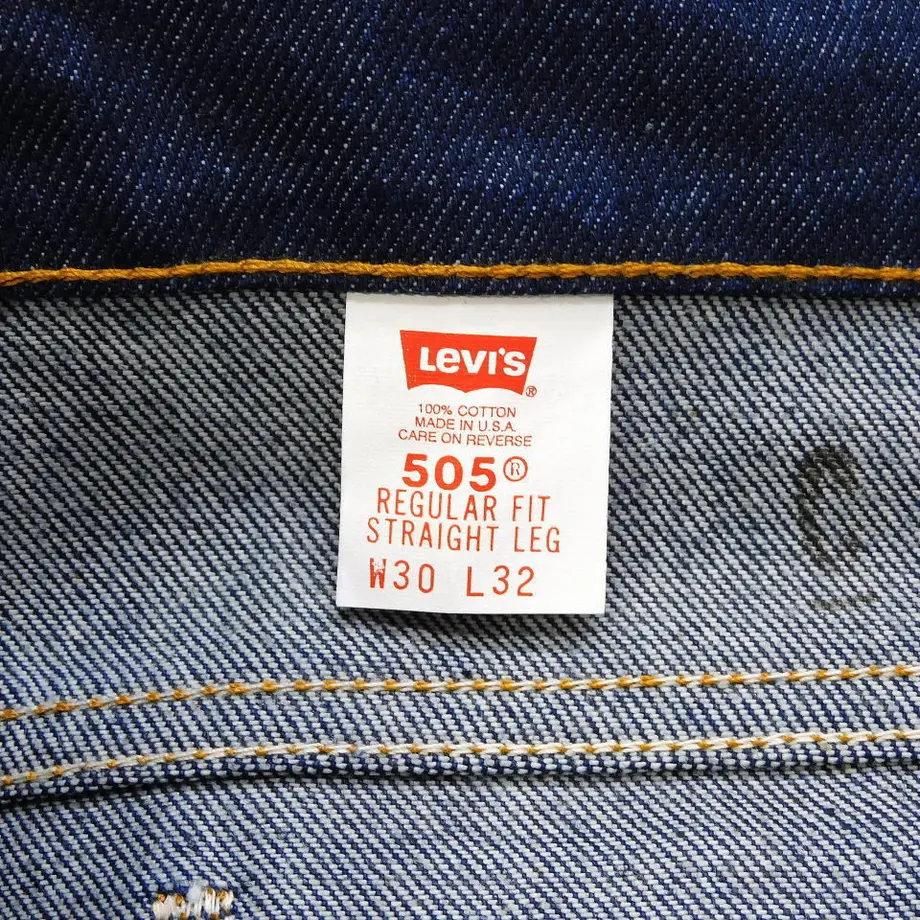 LEVI'S®
100% COTTON
MADE IN U.S.A.
CARE ON REVERSE
505®
REGULAR FIT
STRAIGHT LEG
W30 L32